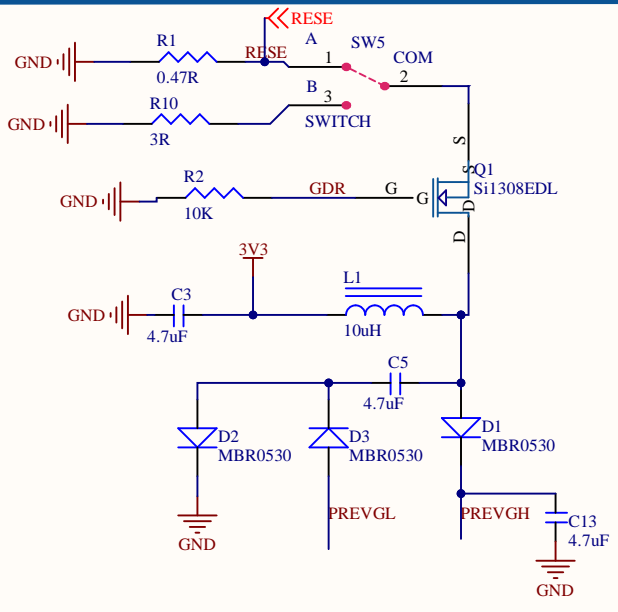 RESE
R1
RESE
A
SW5
GND
1
COM
0.47R
2
R10
B
3
GND
SWITCH
3R
S
S
Q1
R2
GDR
G
G
Si1308EDL
GND
10K
D
D
3V3
L1
C3
GND
4.7uF
10uH
C5
4.7uF
D2
D3
D1
MBR0530
MBR0530
MBR0530
PREVGL
PREVGH
C13
GND
4.7uF
GND